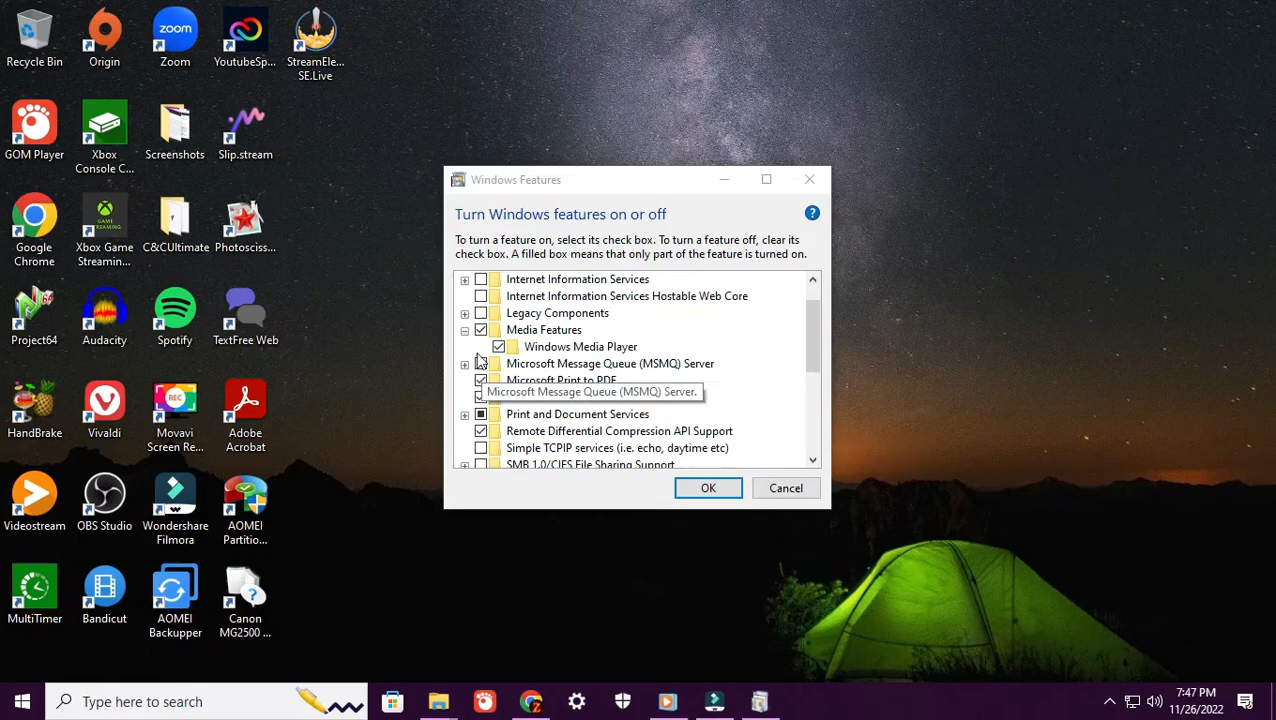 Recycle Bin
Origin
Zoom
YoutubeSp...
StreamEle...
SE.Live
zoom
GOM Player
Xbox
Console C...
Screenshots
Slip.stream
Google
Chrome
XBOX
GAME
STREAMING
Xbox Game
Streamin...
C&CUltimate
Photosciss...
64
Project64
Audacity
Spotify
TextFree Web
HandBrake
Vivaldi
REC
Movavi
Screen Re...
Adobe
Acrobat
Videostream
OBS Studio
Wondershare
Filmora
AOMEI
Partitio...
MultiTimer
Bandicut
AOMEI
Backupper
Canon
MG2500 ...
Windows Features
Turn Windows features on or off
To turn a feature on, select its check box. To turn a feature off, clear its
check box. A filled box means that only part of the feature is turned on.
Internet Information Services
Internet Information Services Hostable Web Core
Legacy Components
Media Features
Windows Media Player
Microsoft Message Queue (MSMQ) Server
Microsoft Print to PDF
Microsoft Message Queue (MSMQ) Server.
Print and Document Services
Remote Differential Compression API Support
Simple TCPIP services (i.e. echo, daytime etc)
SMB 1.0/CIFS File Sharing Support
OK
Cancel
Type here to search
7:47 PM
11/26/2022